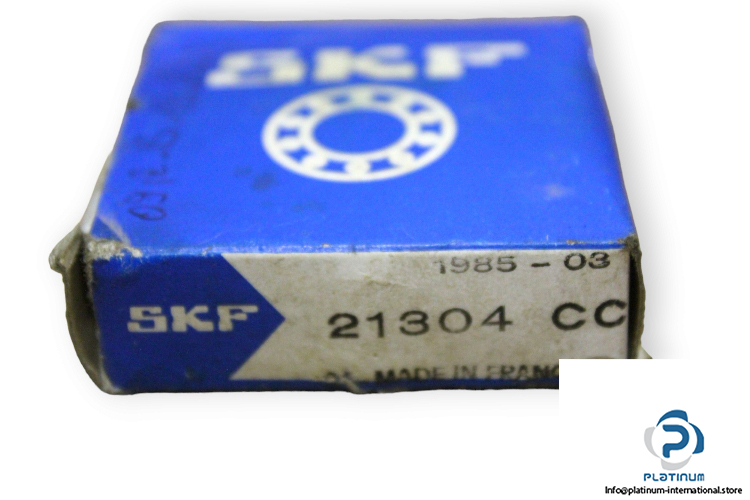 SKF
SKF
1985-03
21304 CC
MADE IN FRANC
PLATINUM
Info@platinum-international.store